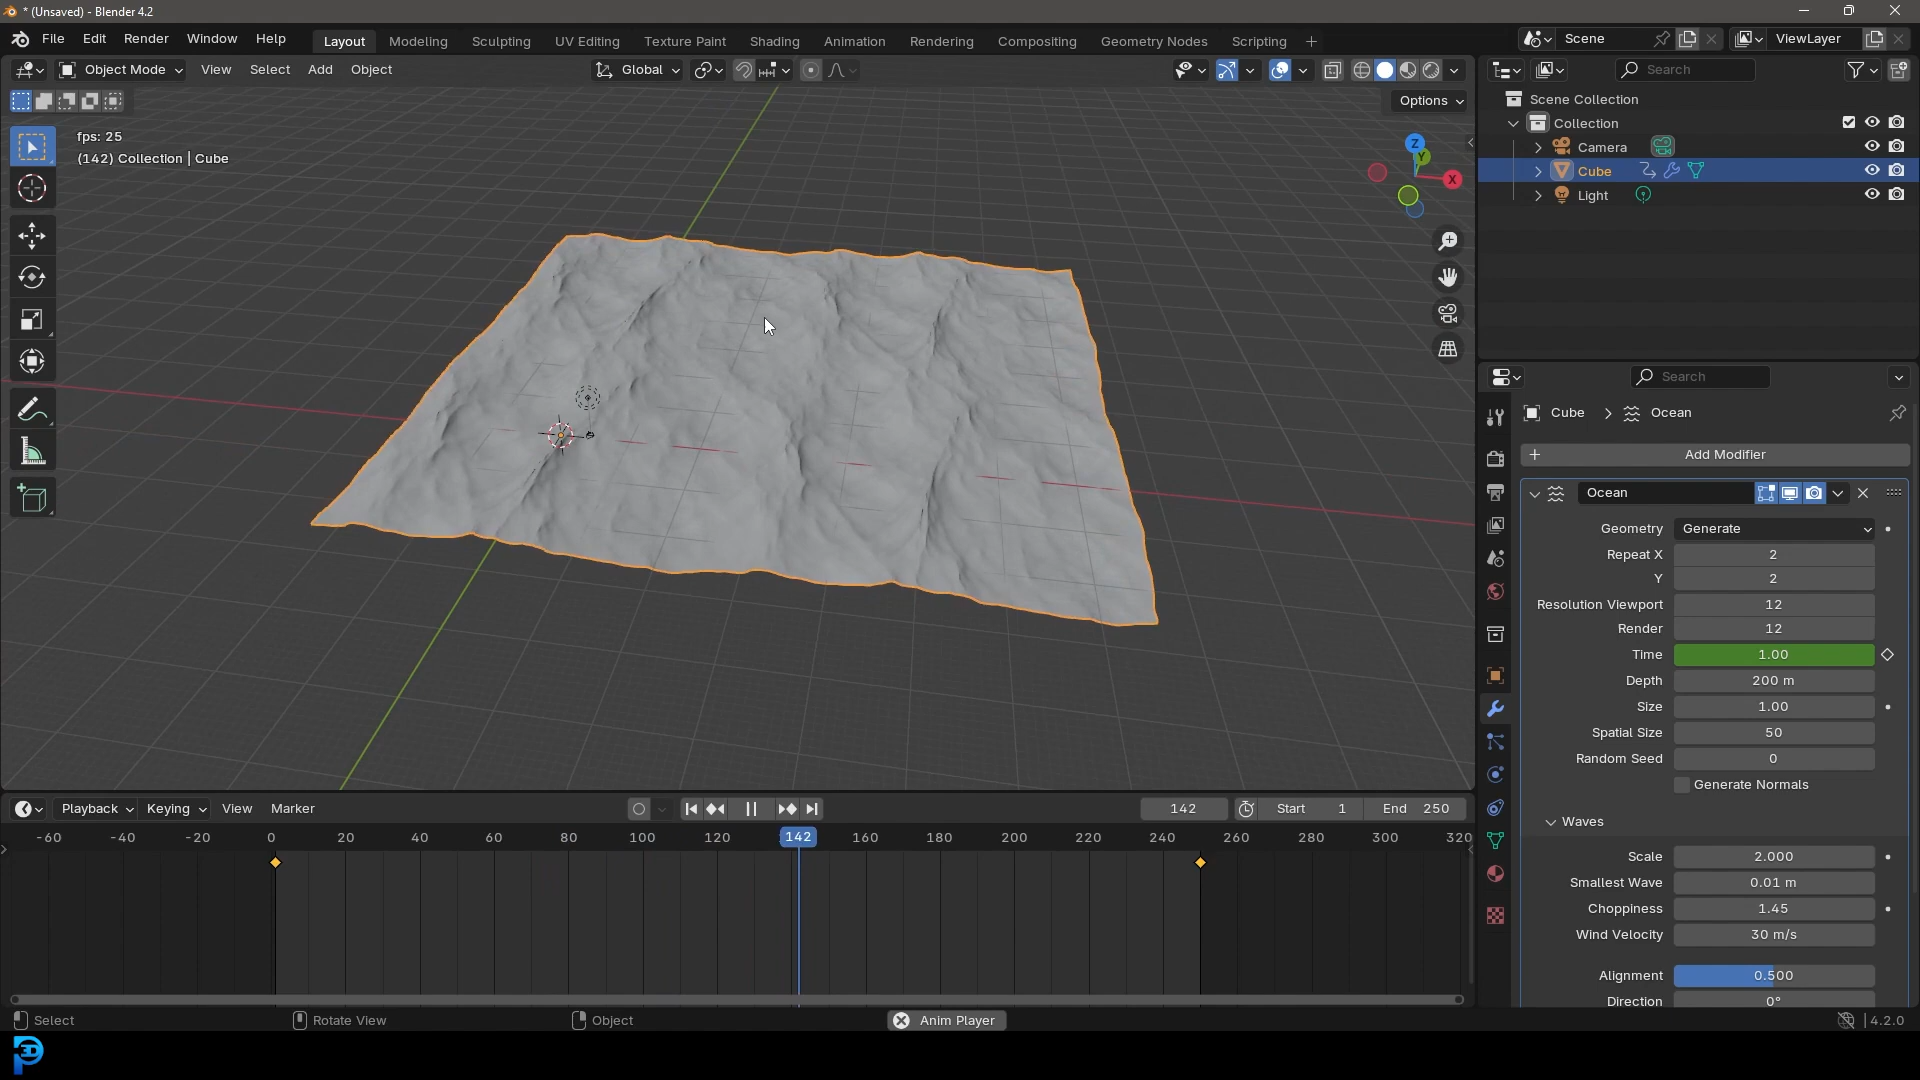 * (Unsaved) - Blender 4.2
File Edit Render Window Help
Layout Modeling Sculpting UV Editing Texture Paint Shading Animation Rendering Compositing Geometry Nodes Scripting +
Scene
ViewLayer
Object Mode View Select Add Object
Global
Search
Options
fps: 25
(142) Collection | Cube
Z
Y
X
Scene Collection
Collection
Camera
Cube
Light
Search
Cube > Ocean
+ Add Modifier
Ocean
Geometry Generate
Repeat X 2
Y 2
Resolution Viewport 12
Render 12
Time 1.00
Depth 200 m
Size 1.00
Spatial Size 50
Random Seed 0
Generate Normals
Waves
Scale 2.000
Smallest Wave 0.01 m
Choppiness 1.45
Wind Velocity 30 m/s
Alignment 0.500
Direction 0°
Playback Keying View Marker
142
Start 1
End 250
-60 -40 -20 0 20 40 60 80 100 120 142 160 180 200 220 240 260 280 300 320
Select
Rotate View
Object
Anim Player
4.2.0
3D